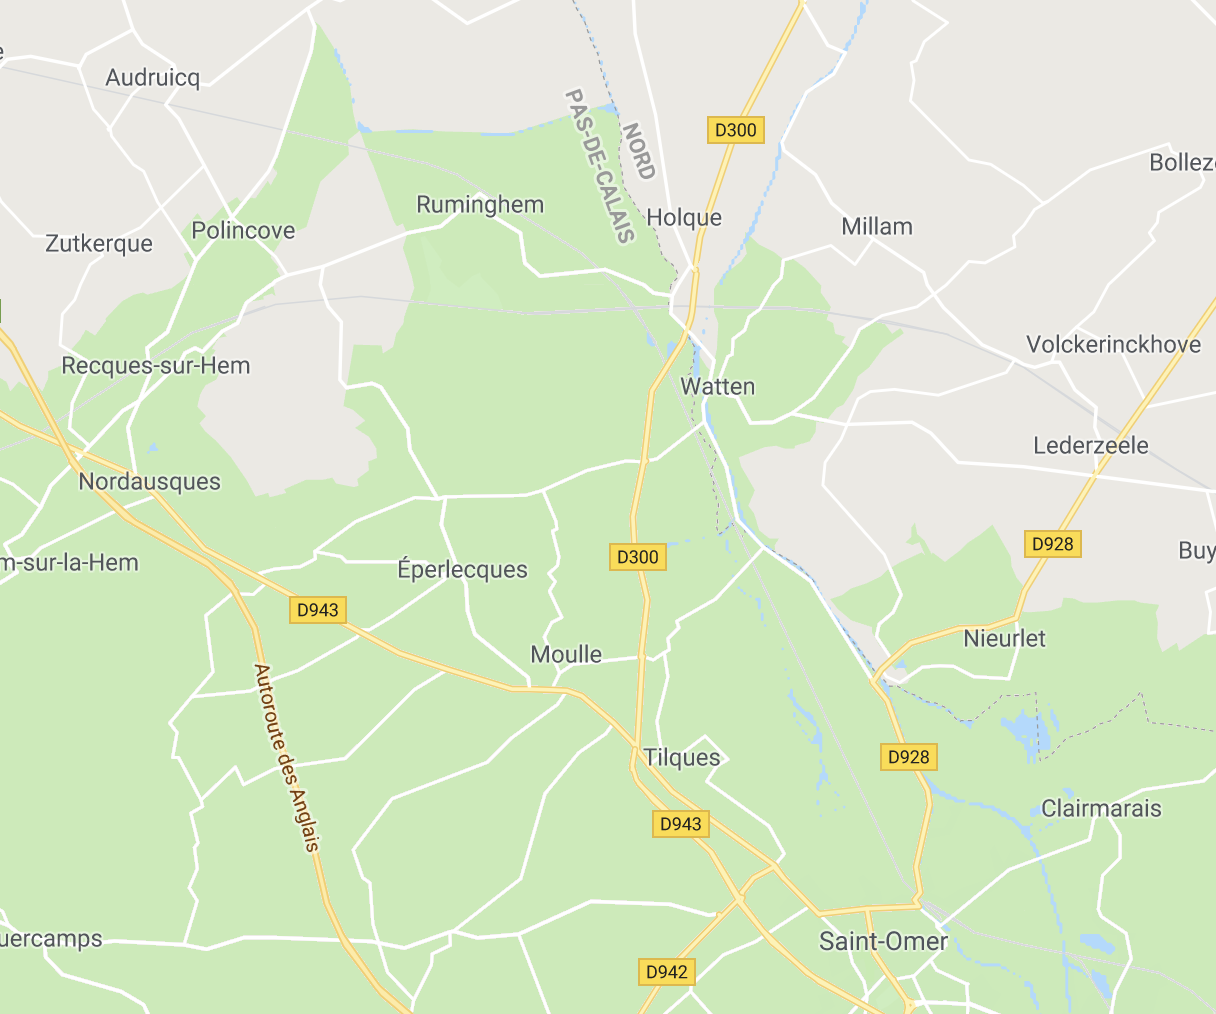 Audruicq
D300
NORD
PAS-DE-CALAIS
Ruminghem
Holque
Millam
Polincove
Zutkerque
Recques-sur-Hem
Volckerinckhove
Watten
Lederzeele
Nordausques
D928
D300
Éperlecques
m-sur-la-Hem
Buy
D943
Nieurlet
Moulle
Autoroute des Anglais
Tilques
D928
Clairmarais
D943
uercamps
Saint-Omer
D942